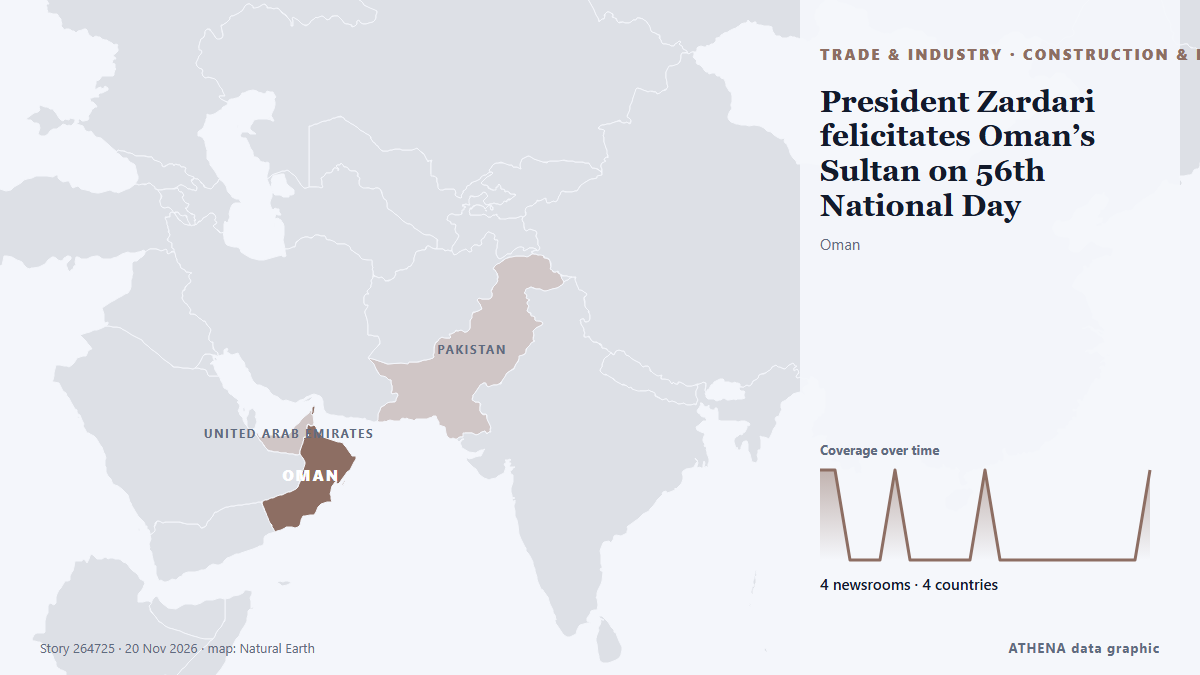 TRADE & INDUSTRY · CONSTRUCTION &
President Zardari
felicitates Oman’s
Sultan on 56th
National Day
Oman
PAKISTAN
UNITED ARAB EMIRATES
OMAN
Coverage over time
4 newsrooms · 4 countries
Story 264725 · 20 Nov 2026 · map: Natural Earth
ATHENA data graphic